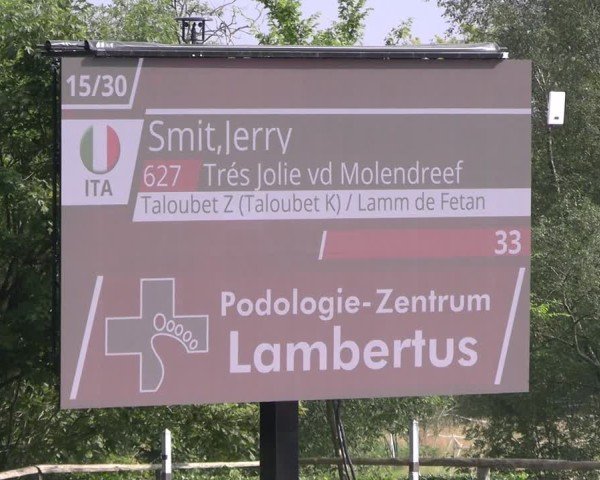 15/30
Smit,Jerry
ITA
627 Trés Jolie vd Molendreef
Taloubet Z (Taloubet K) / Lamm de Fetan
33
Podologie-Zentrum
Lambertus